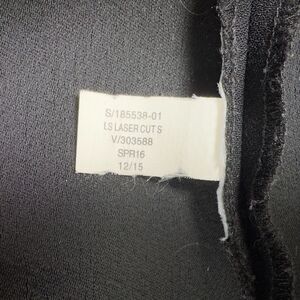 S/185538-01
LS LASER CUT S
V/303588
SPR16
12/15